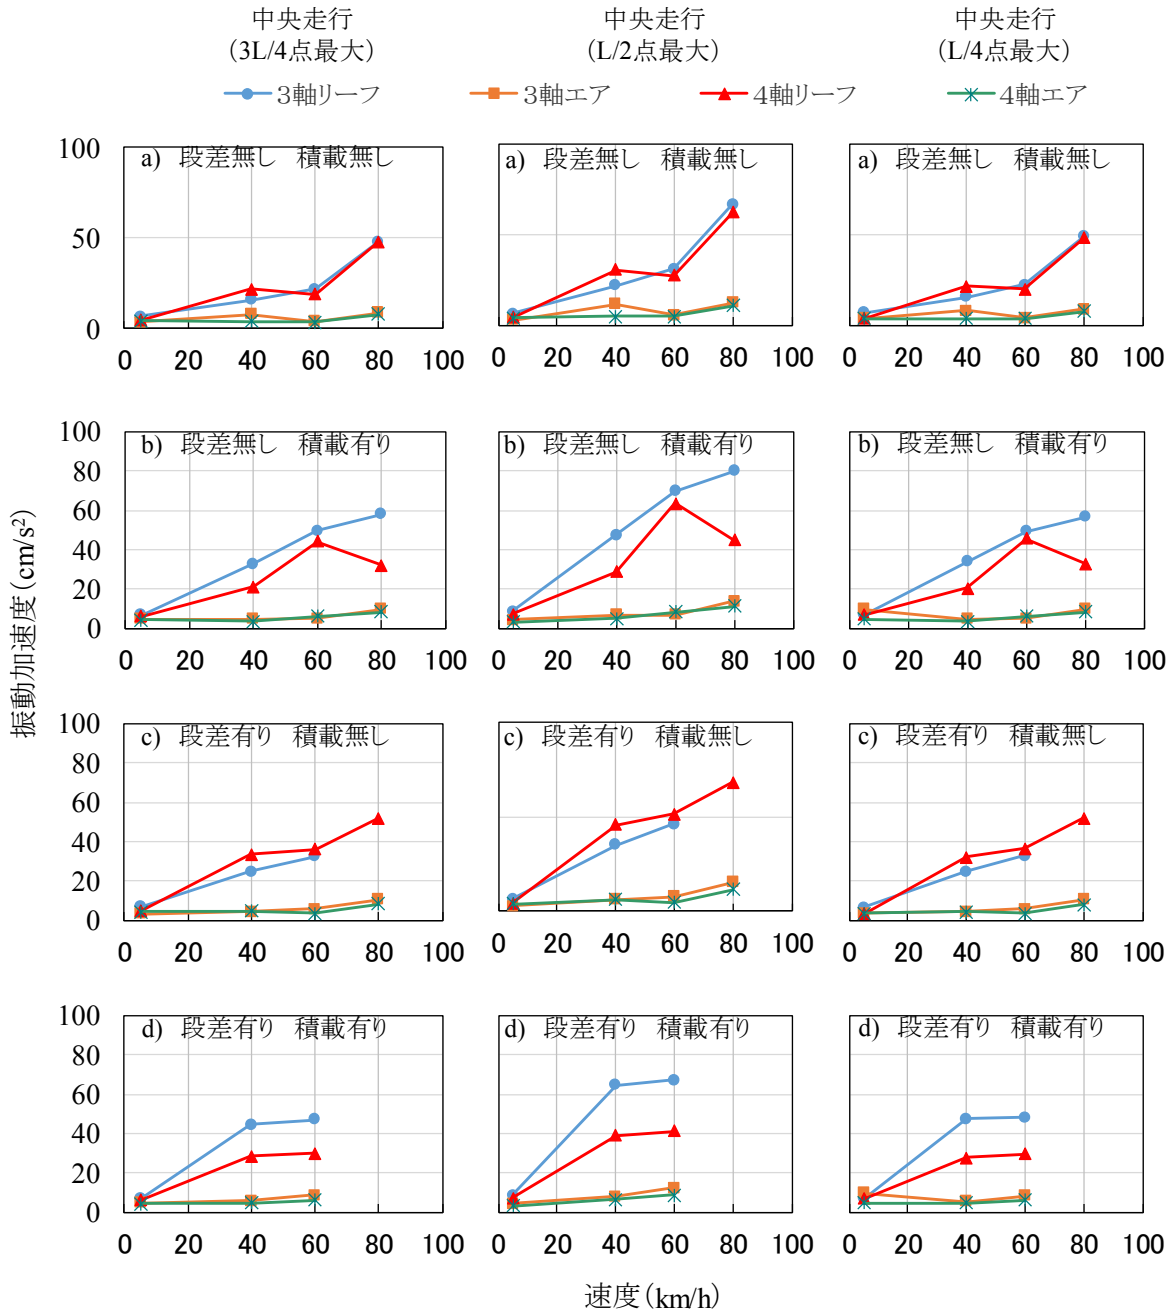 中央走行 中央走行 中央走行
(3L/4点最大) (L/2点最大) (L/4点最大)
3軸リーフ 3軸エア 4軸リーフ 4軸エア
a) 段差無し 積載無し a) 段差無し 積載無し a) 段差無し 積載無し
100
50
0
0 20 40 60 80 100 0 20 40 60 80 100 0 20 40 60 80 100
b) 段差無し 積載有り b) 段差無し 積載有り b) 段差無し 積載有り
100
80
60
40
20
0
0 20 40 60 80 100 0 20 40 60 80 100 0 20 40 60 80 100
振動加速度(cm/s²)
c) 段差有り 積載無し c) 段差有り 積載無し c) 段差有り 積載無し
100
80
60
40
20
0
0 20 40 60 80 100 0 20 40 60 80 100 0 20 40 60 80 100
d) 段差有り 積載有り d) 段差有り 積載有り d) 段差有り 積載有り
100
80
60
40
20
0
0 20 40 60 80 100 0 20 40 60 80 100 0 20 40 60 80 100
速度(km/h)